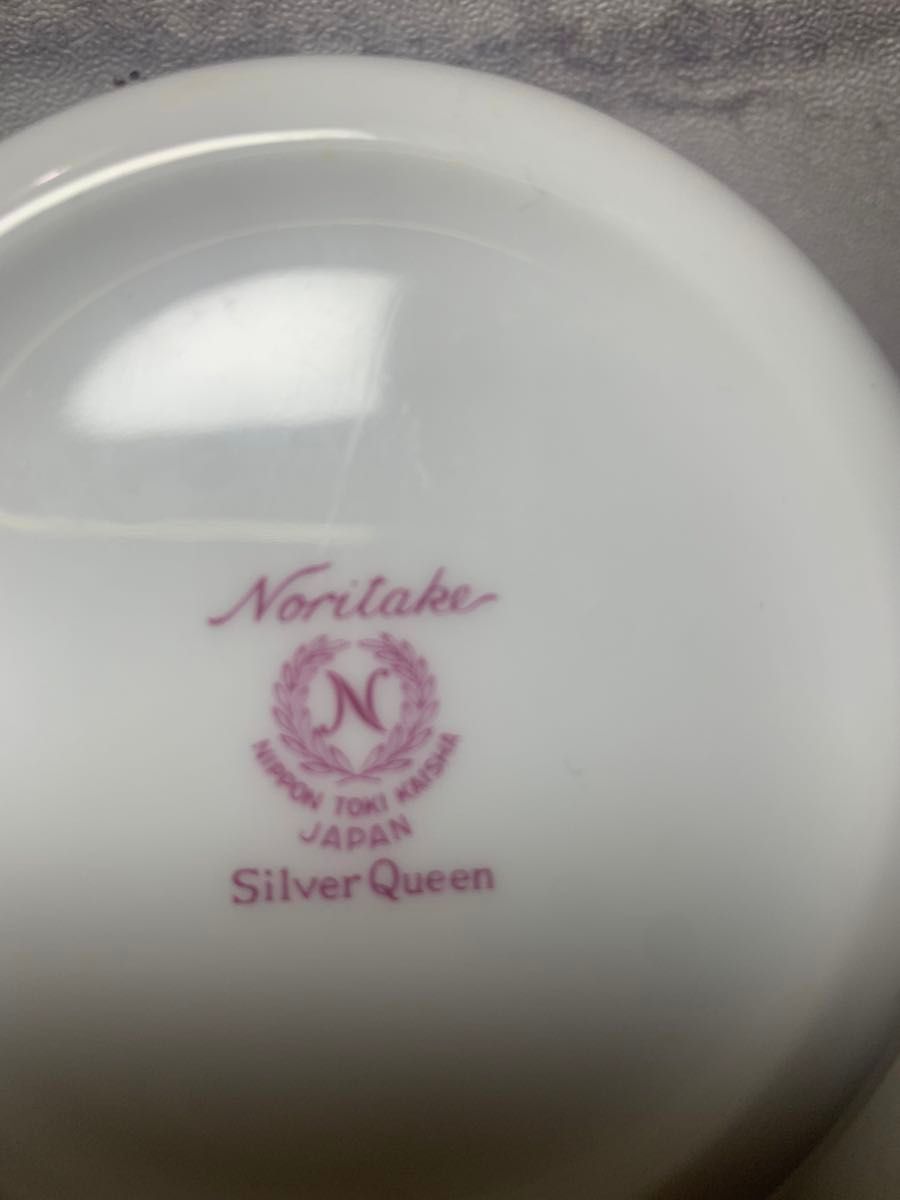 Noritake
N
NIPPON TOKI KAISHA
JAPAN
Silver Queen